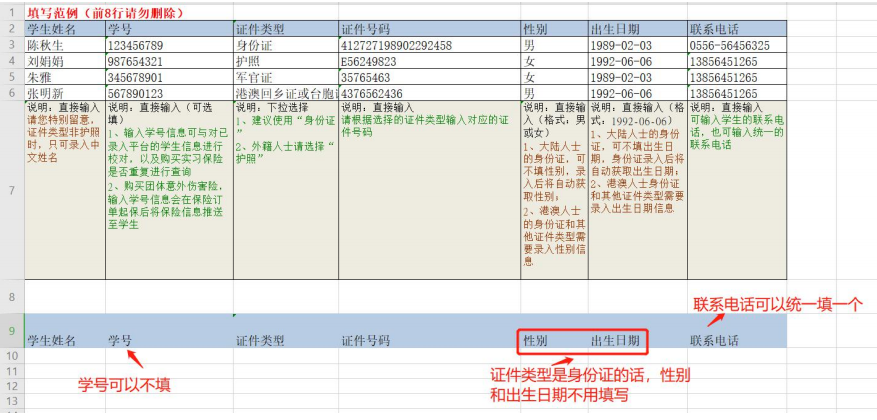 1 填写范例（前8行请勿删除）
2 学生姓名 学号 证件类型 证件号码 性别 出生日期 联系电话
3 陈秋生 123456789 身份证 412727198902292458 男 1989-02-03 0556-56456325
4 刘娟娟 987654321 护照 E56249823 女 1992-06-06 13856451265
5 朱雅 345678901 军官证 35765463 女 1989-02-03 13856451265
6 张明新 567890123 港澳回乡证或台胞 4376562436 男 1992-06-06 13856451265
7
说明：直接输入
请您特别留意，
证件类型非护照
时，只可录入中
文姓名
说明：直接输入（可选
填）
1、输入学号信息可与对已
录入平台的学生信息进行
校对，以及购买实习保险
是否重复进行查询
2、购买团体意外伤害险，
输入学号信息会在保险订
单起保后将保险信息推送
至学生
说明：下拉选择
1、建议使用“身份证
”
2、外籍人士请选择“
护照”
说明：直接输入
请根据选择的证件类型输入对应的证
件号码
说明：直接输
入（格式：男
或女）
1、大陆人士
的身份证，可
不填性别，录
入后将自动获
取性别；
2、港澳人士
的身份证和其
他证件类型需
要录入性别信
息
说明：直接输入（格
式：1992-06-06）
1、大陆人士的身份
证，可不填出生日
期，身份证录入后将
自动获取出生日期；
2、港澳人士身份证
和其他证件类型需要
录入出生日期信息
说明：直接输入
可输入学生的联系电
话，也可输入统一的
联系电话
8
联系电话可以统一填一个
9 学生姓名 学号 证件类型 证件号码 性别 出生日期 联系电话
10
11
学号可以不填
证件类型是身份证的话，性别
和出生日期不用填写
12
13